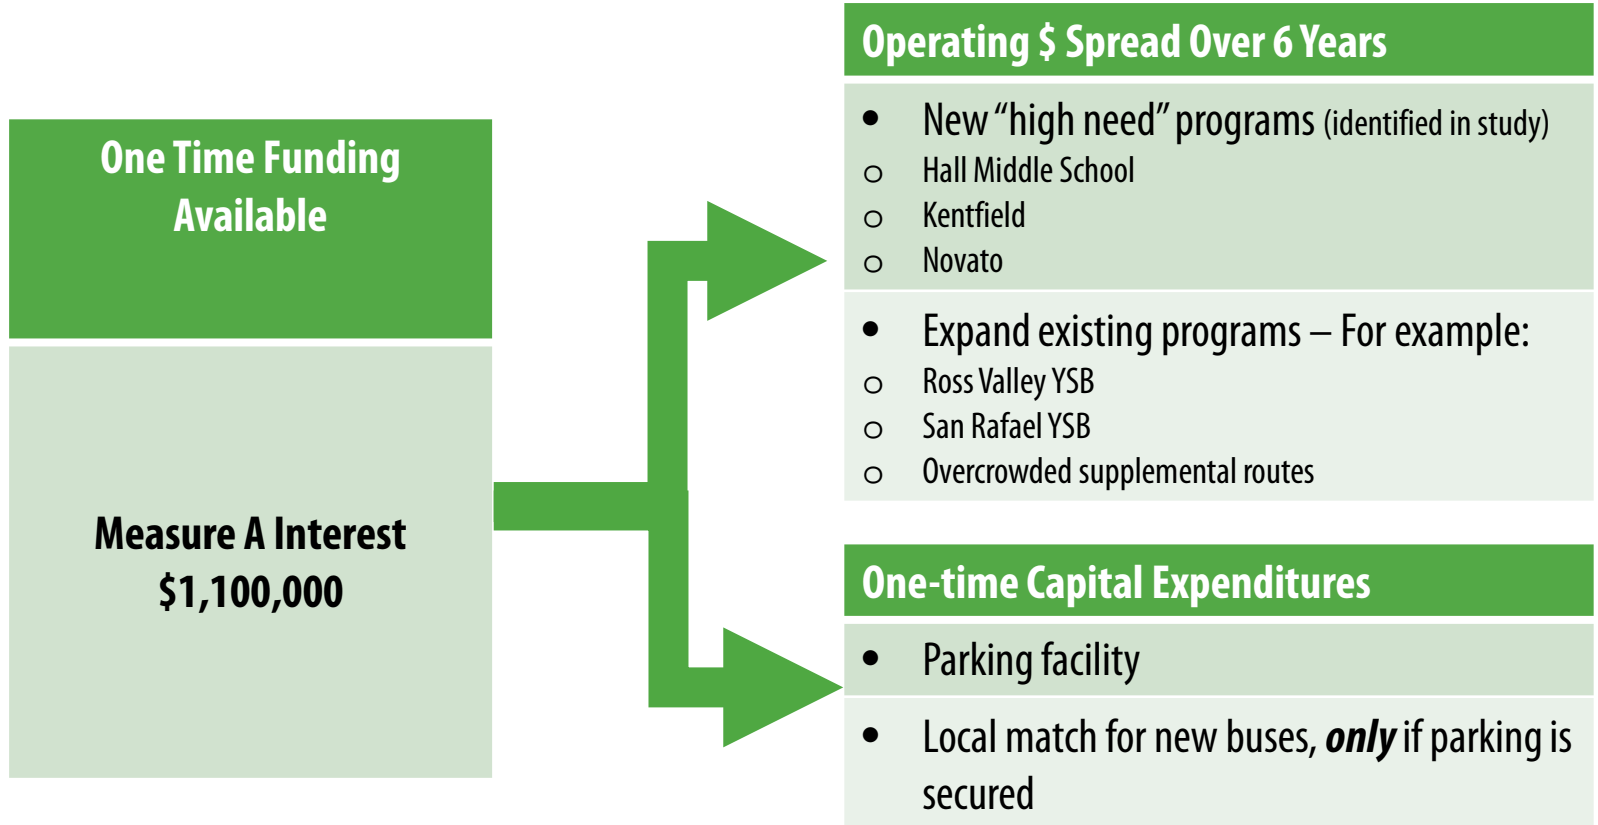 One Time Funding
Available
Measure A Interest
$1,100,000
Operating $ Spread Over 6 Years
• New “high need” programs (identified in study)
o Hall Middle School
o Kentfield
o Novato
• Expand existing programs – For example:
o Ross Valley YSB
o San Rafael YSB
o Overcrowded supplemental routes
One-time Capital Expenditures
• Parking facility
• Local match for new buses, only if parking is
secured